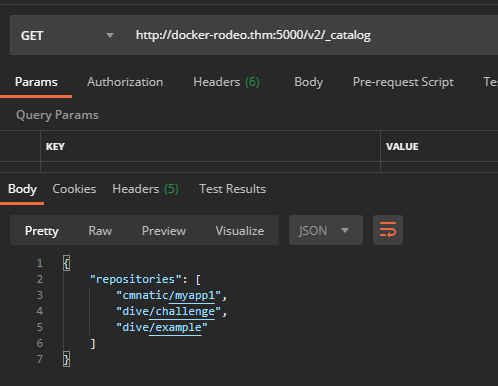 GET http://docker-rodeo.thm:5000/v2/_catalog
Params Authorization Headers (6) Body Pre-request Script
Query Params
KEY VALUE
Body Cookies Headers (5) Test Results
Pretty Raw Preview Visualize JSON
1 {
2 "repositories": [
3 "cmnatic/myapp1",
4 "dive/challenge",
5 "dive/example"
6 ]
7 }